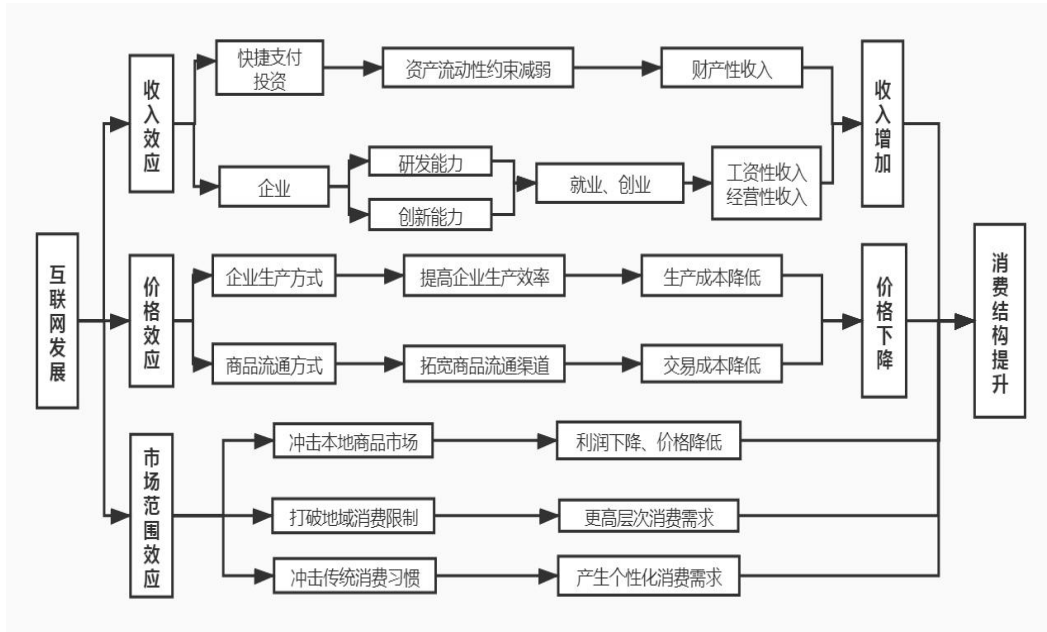 互联网发展
收入效应
快捷支付
投资
资产流动性约束减弱
财产性收入
企业
研发能力
创新能力
就业、创业
工资性收入
经营性收入
收入增加
价格效应
企业生产方式
提高企业生产效率
生产成本降低
商品流通方式
拓宽商品流通渠道
交易成本降低
价格下降
市场范围效应
冲击本地商品市场
利润下降、价格降低
打破地域消费限制
更高层次消费需求
冲击传统消费习惯
产生个性化消费需求
消费结构提升